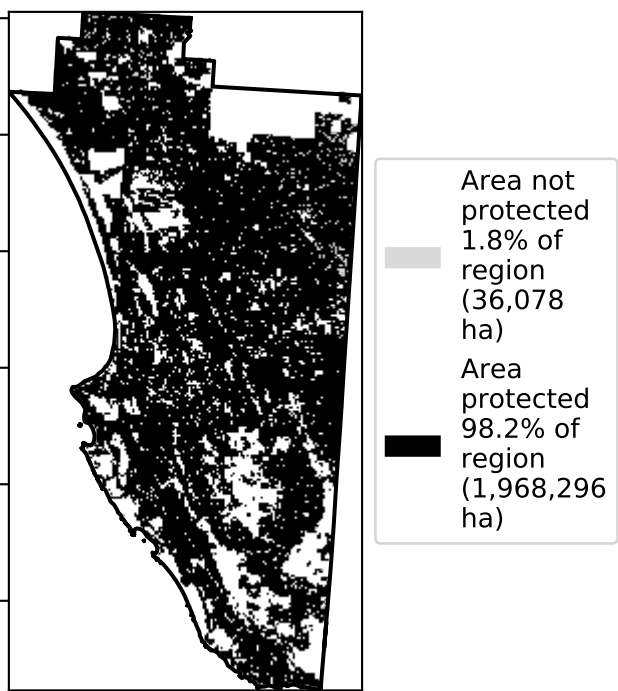 Area not
protected
1.8% of
region
(36,078
ha)
Area
protected
98.2% of
region
(1,968,296
ha)